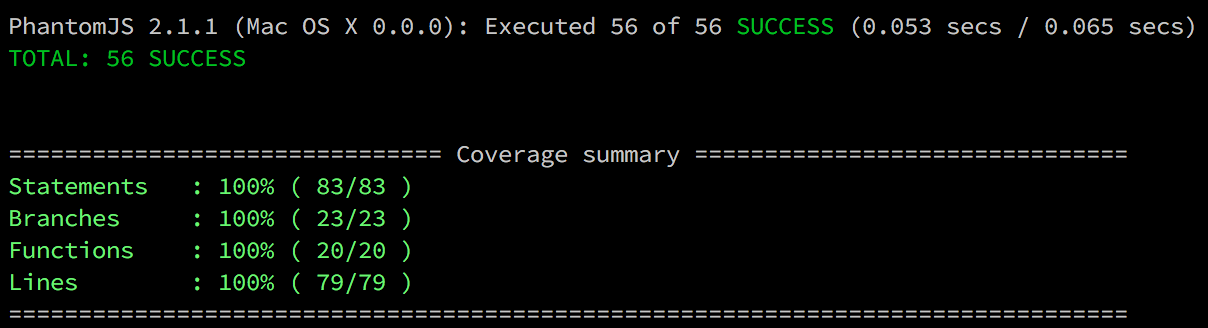 PhantomJS 2.1.1 (Mac OS X 0.0.0): Executed 56 of 56 SUCCESS (0.053 secs / 0.065 secs)
TOTAL: 56 SUCCESS
=============================== Coverage summary ===============================
Statements   : 100% ( 83/83 )
Branches     : 100% ( 23/23 )
Functions    : 100% ( 20/20 )
Lines        : 100% ( 79/79 )
================================================================================